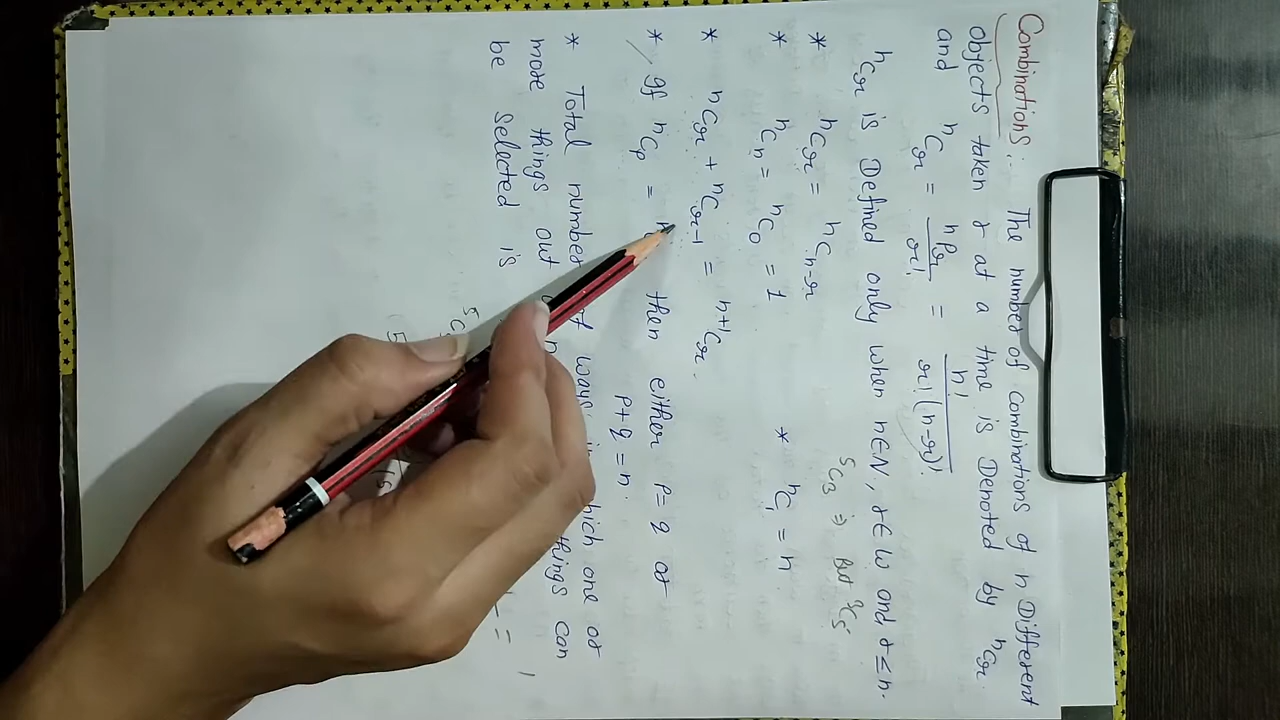 Combinations :- The number of combinations of n Different
objects taken r at a time is Denoted by nCr.
and nCr = nPr/r! = n!/r!(n-r)!
nCr is Defined only when n∈N, r∈W and r≤n.
* nCr = nCn-r 5C3 ⇒ But 3C5
* nCn = nC0 = 1 * nC1 = n
* nCr + nCr-1 = n+1Cr.
* If nCp = then either p=q or
p+q=n.
* Total number of ways in which one or
more things out things can
be Selected is